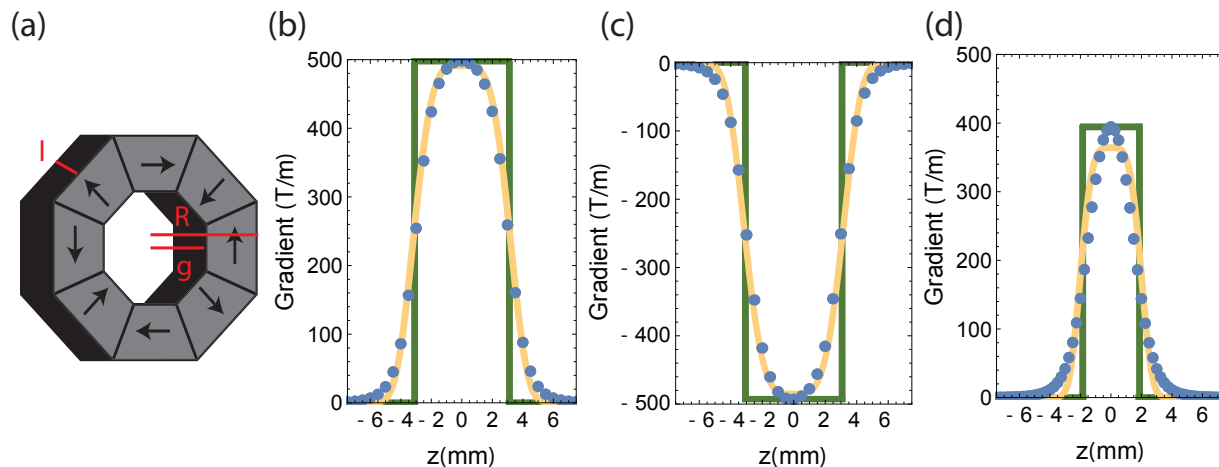 (a)
l
R
g
(b)
500
400
300
200
100
0
Gradient (T/m)
- 6 - 4 - 2 0 2 4 6
z(mm)
(c)
0
- 100
- 200
- 300
- 400
- 500
Gradient (T/m)
- 6 - 4 - 2 0 2 4 6
z(mm)
(d)
500
400
300
200
100
0
Gradient (T/m)
- 6 - 4 - 2 0 2 4 6
z(mm)